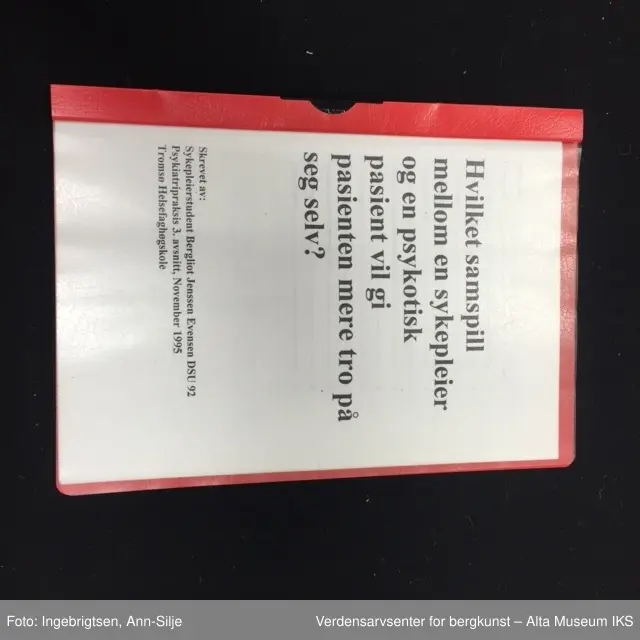 Hvilket samspill
mellom en sykepleier
og en psykotisk
pasient vil gi
pasienten mere tro på
seg selv?
Skrevet av:
Sykepleierstudent Bergliot Jenssen Evensen DSU 92
Psykiatripraksis 3. avsnitt, November 1995
Tromsø Helsefaghøgskole
Foto: Ingebrigtsen, Ann-Silje
Verdensarvsenter for bergkunst – Alta Museum IKS